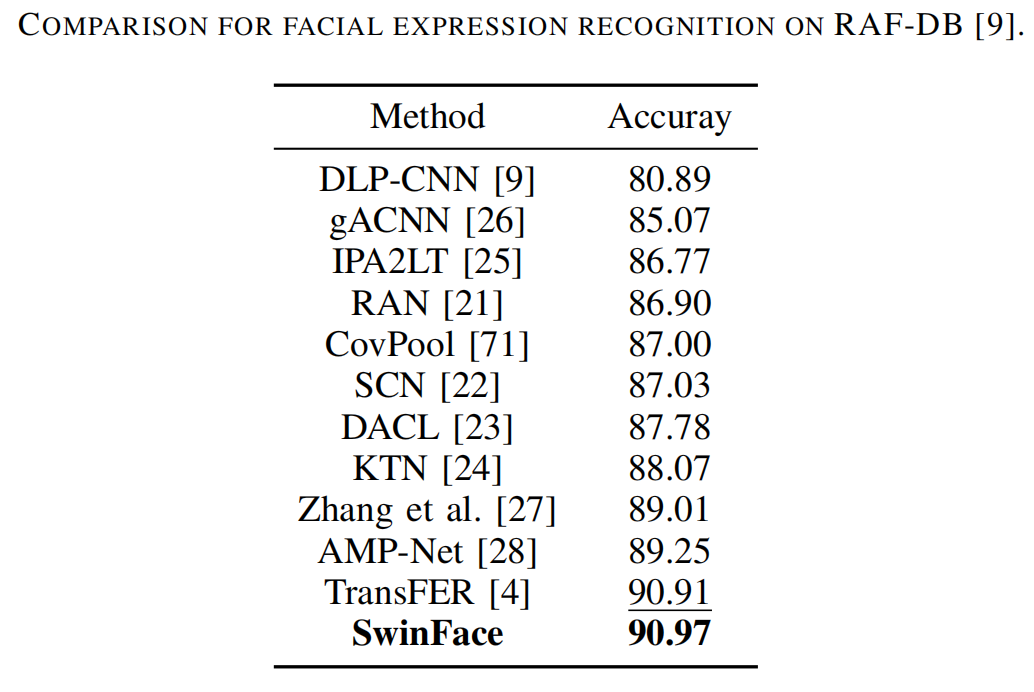 COMPARISON FOR FACIAL EXPRESSION RECOGNITION ON RAF-DB [9].
Method Accuray
DLP-CNN [9] 80.89
gACNN [26] 85.07
IPA2LT [25] 86.77
RAN [21] 86.90
CovPool [71] 87.00
SCN [22] 87.03
DACL [23] 87.78
KTN [24] 88.07
Zhang et al. [27] 89.01
AMP-Net [28] 89.25
TransFER [4] 90.91
SwinFace 90.97